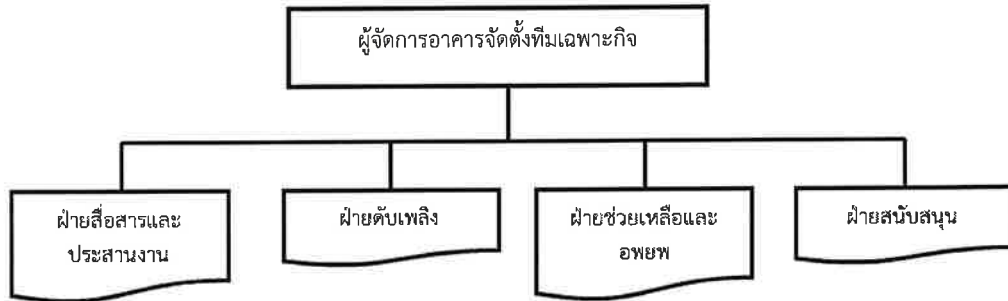 ผู้จัดการอาคารจัดตั้งทีมเฉพาะกิจ
ฝ่ายสื่อสารและ
ประสานงาน
ฝ่ายดับเพลิง
ฝ่ายช่วยเหลือและ
อพยพ
ฝ่ายสนับสนุน